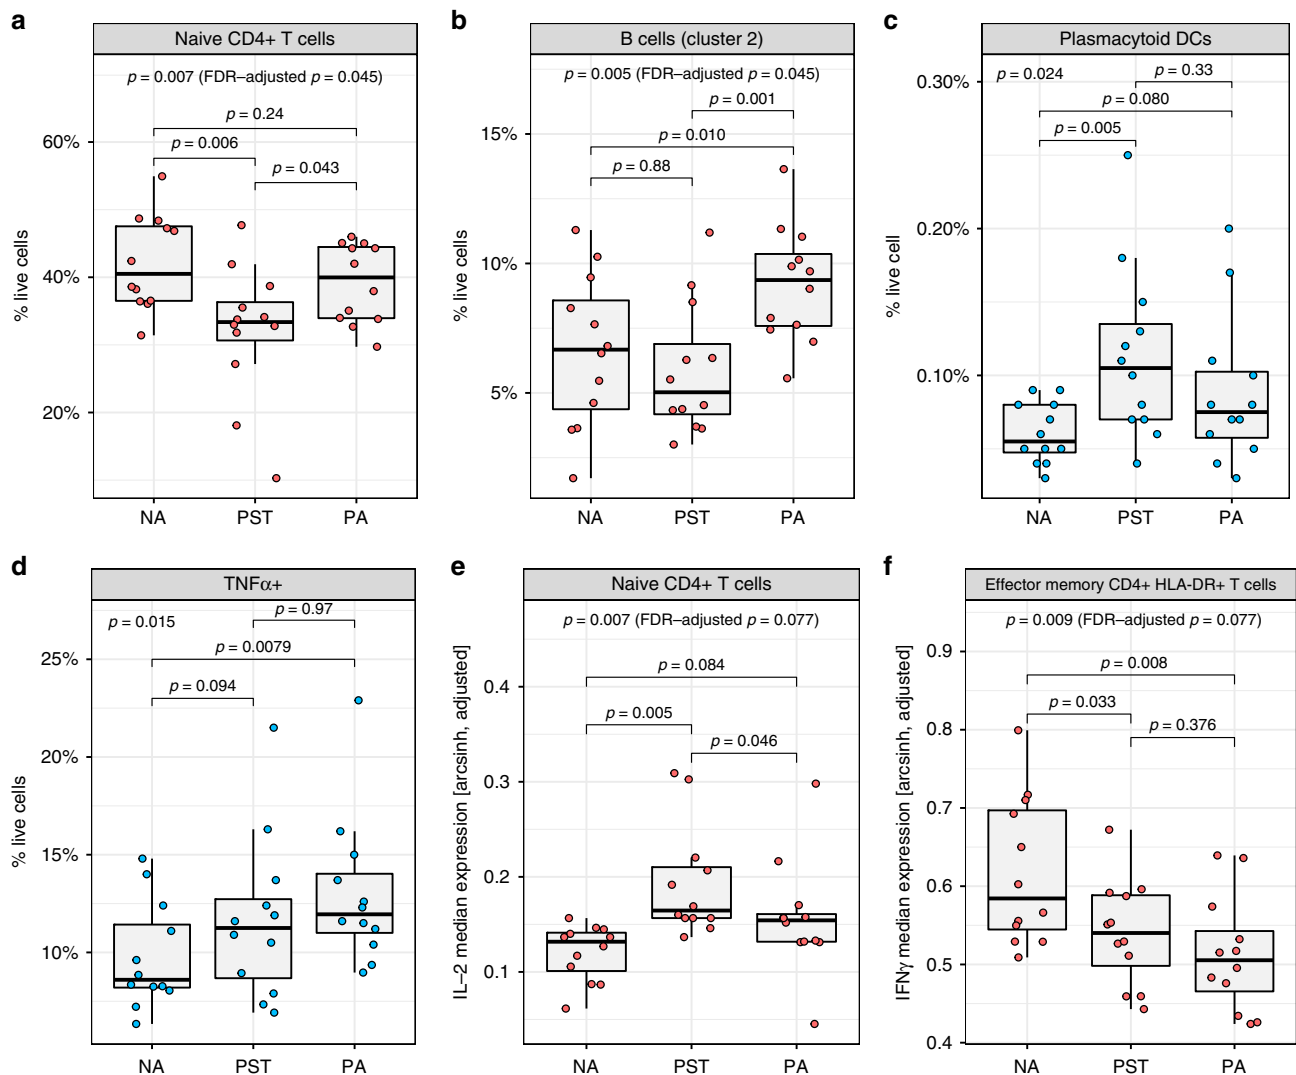 a
Naive CD4+ T cells
p = 0.007 (FDR–adjusted p = 0.045)
p = 0.24
p = 0.006
p = 0.043
60%
40%
20%
% live cells
NA PST PA
b
B cells (cluster 2)
p = 0.005 (FDR–adjusted p = 0.045)
p = 0.001
p = 0.010
p = 0.88
15%
10%
5%
% live cells
NA PST PA
c
Plasmacytoid DCs
p = 0.024
p = 0.33
p = 0.080
p = 0.005
0.30%
0.20%
0.10%
% live cell
NA PST PA
d
TNFα+
p = 0.015
p = 0.97
p = 0.0079
p = 0.094
25%
20%
15%
10%
% live cells
NA PST PA
e
Naive CD4+ T cells
p = 0.007 (FDR–adjusted p = 0.077)
p = 0.084
p = 0.005
p = 0.046
0.4
0.3
0.2
0.1
IL–2 median expression [arcsinh, adjusted]
NA PST PA
f
Effector memory CD4+ HLA-DR+ T cells
p = 0.009 (FDR–adjusted p = 0.077)
p = 0.008
p = 0.033
p = 0.376
0.9
0.8
0.7
0.6
0.5
0.4
IFNγ median expression [arcsinh, adjusted]
NA PST PA